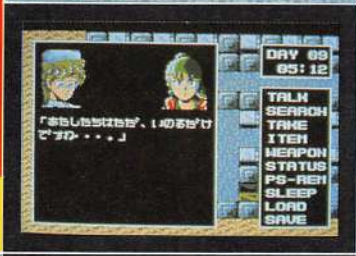 DAY 09
05:12
「あたしたちはただ、いのるだけ
ですわ・・・。」
TALK
SEARCH
TAKE
ITEM
WEAPON
STATUS
PS-REN
SLEEP
LOAD
SAVE